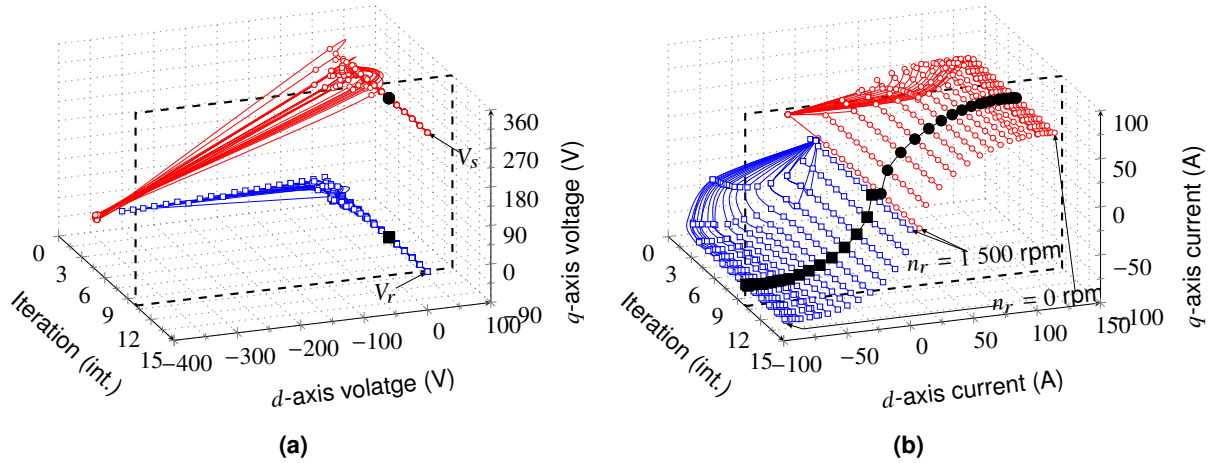 360
270
180
90
0
−90
q-axis voltage (V)
V_s
V_r
0
3
6
9
12
15
Iteration (int.)
−400
−300
−200
−100
0
100
d-axis volatge (V)
(a)
100
50
0
−50
−100
q-axis current (A)
n_r = 1 500 rpm
n_r = 0 rpm
0
3
6
9
12
15
Iteration (int.)
−100
−50
0
50
100
150
d-axis current (A)
(b)